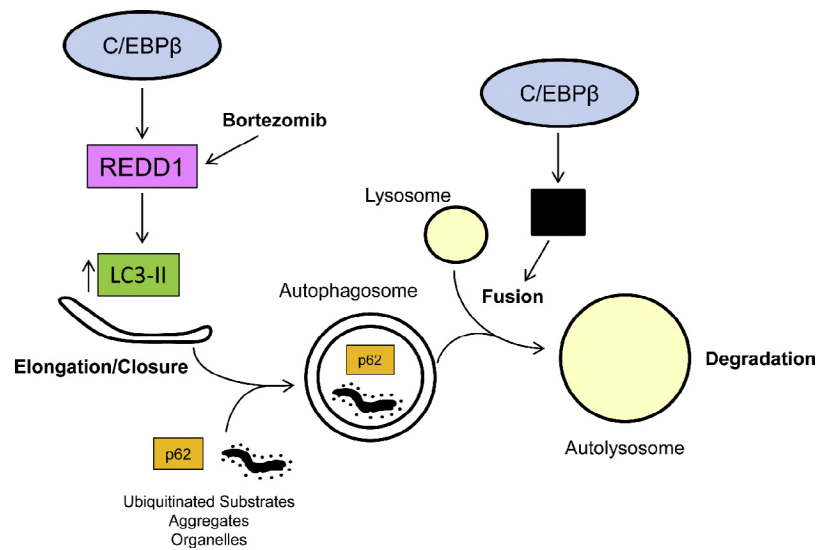 C/EBPβ
C/EBPβ
Bortezomib
REDD1
Lysosome
LC3-II
Autophagosome
Fusion
p62
Elongation/Closure
Degradation
Autolysosome
p62
Ubiquitinated Substrates
Aggregates
Organelles